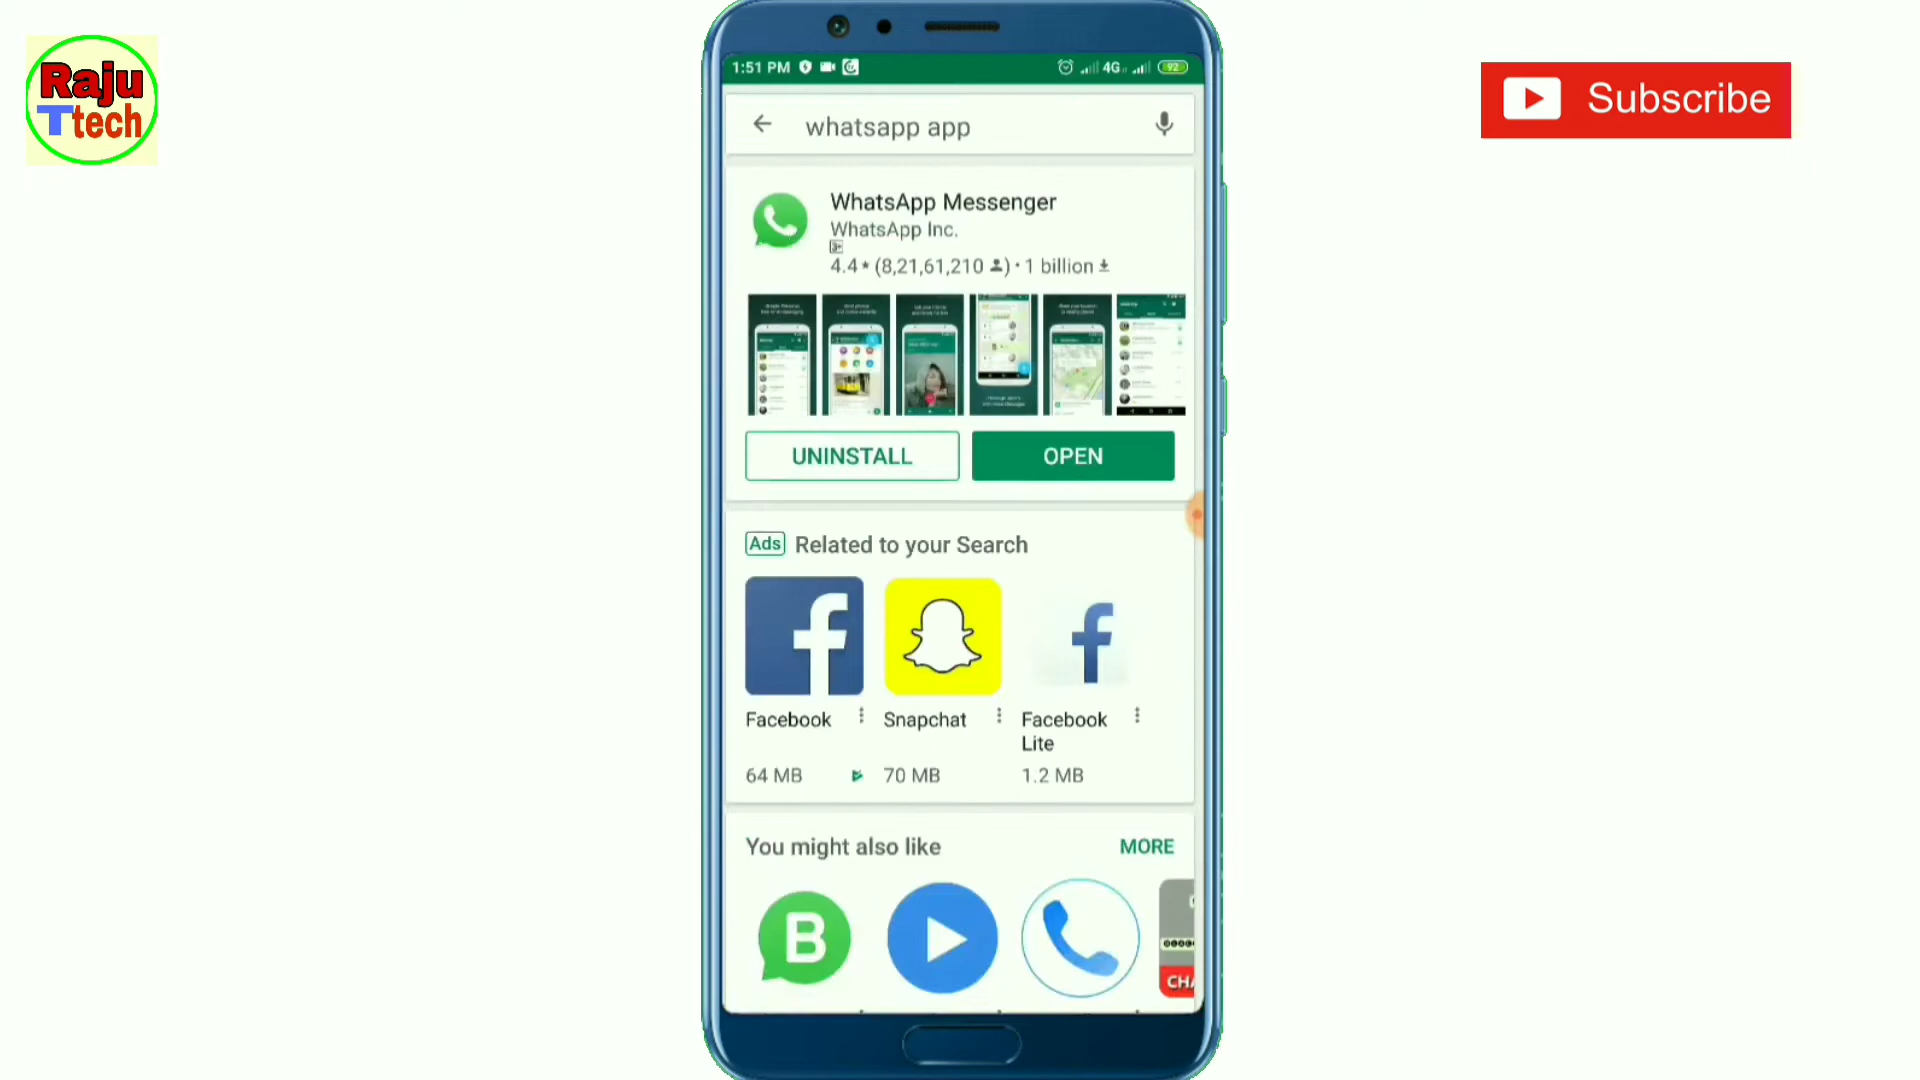 Raju
Ttech
Subscribe
1:51 PM
4G
92
whatsapp app
WhatsApp Messenger
WhatsApp Inc.
3+
4.4★ (8,21,61,210) • 1 billion
UNINSTALL
OPEN
Ads Related to your Search
Facebook
Snapchat
Facebook
Lite
64 MB
70 MB
1.2 MB
You might also like
MORE
B